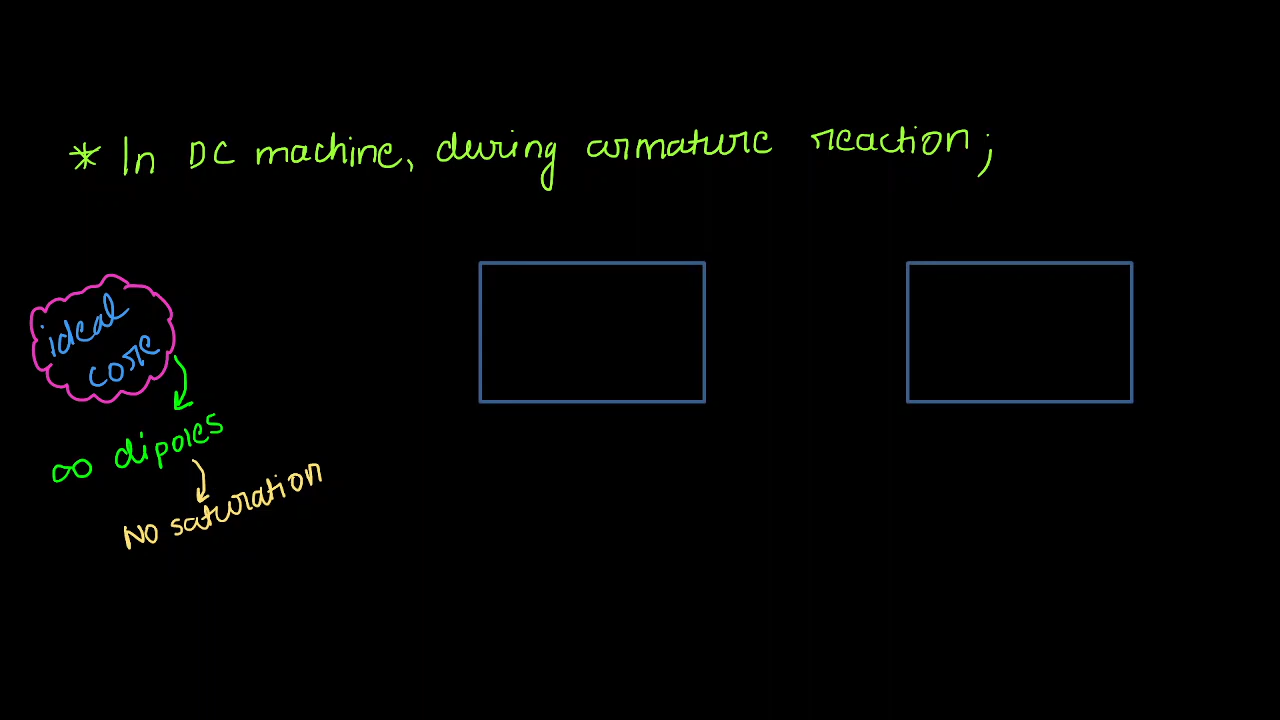 * In DC machine, during armature reaction;
ideal
core
∞ dipoles
No saturation